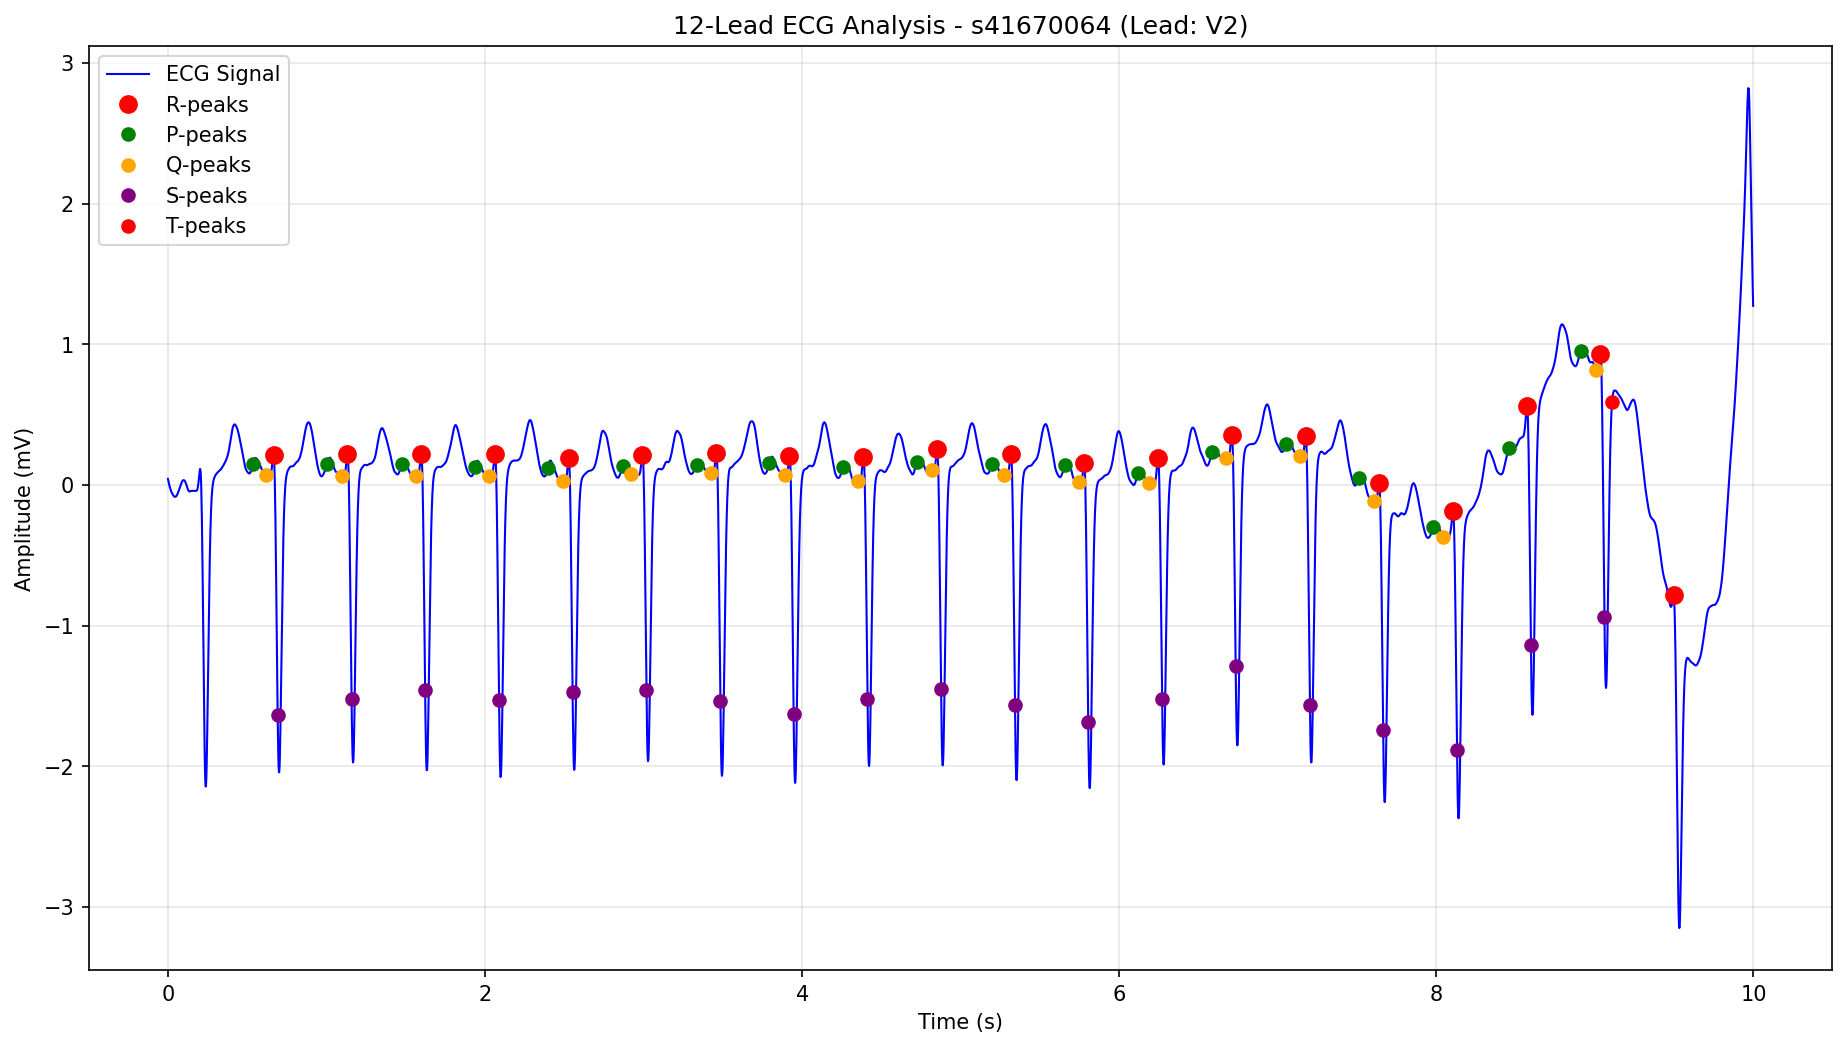 12-Lead ECG Analysis - s41670064 (Lead: V2)
ECG Signal
R-peaks
P-peaks
Q-peaks
S-peaks
T-peaks
Amplitude (mV)
3
2
1
0
−1
−2
−3
0
2
4
6
8
10
Time (s)